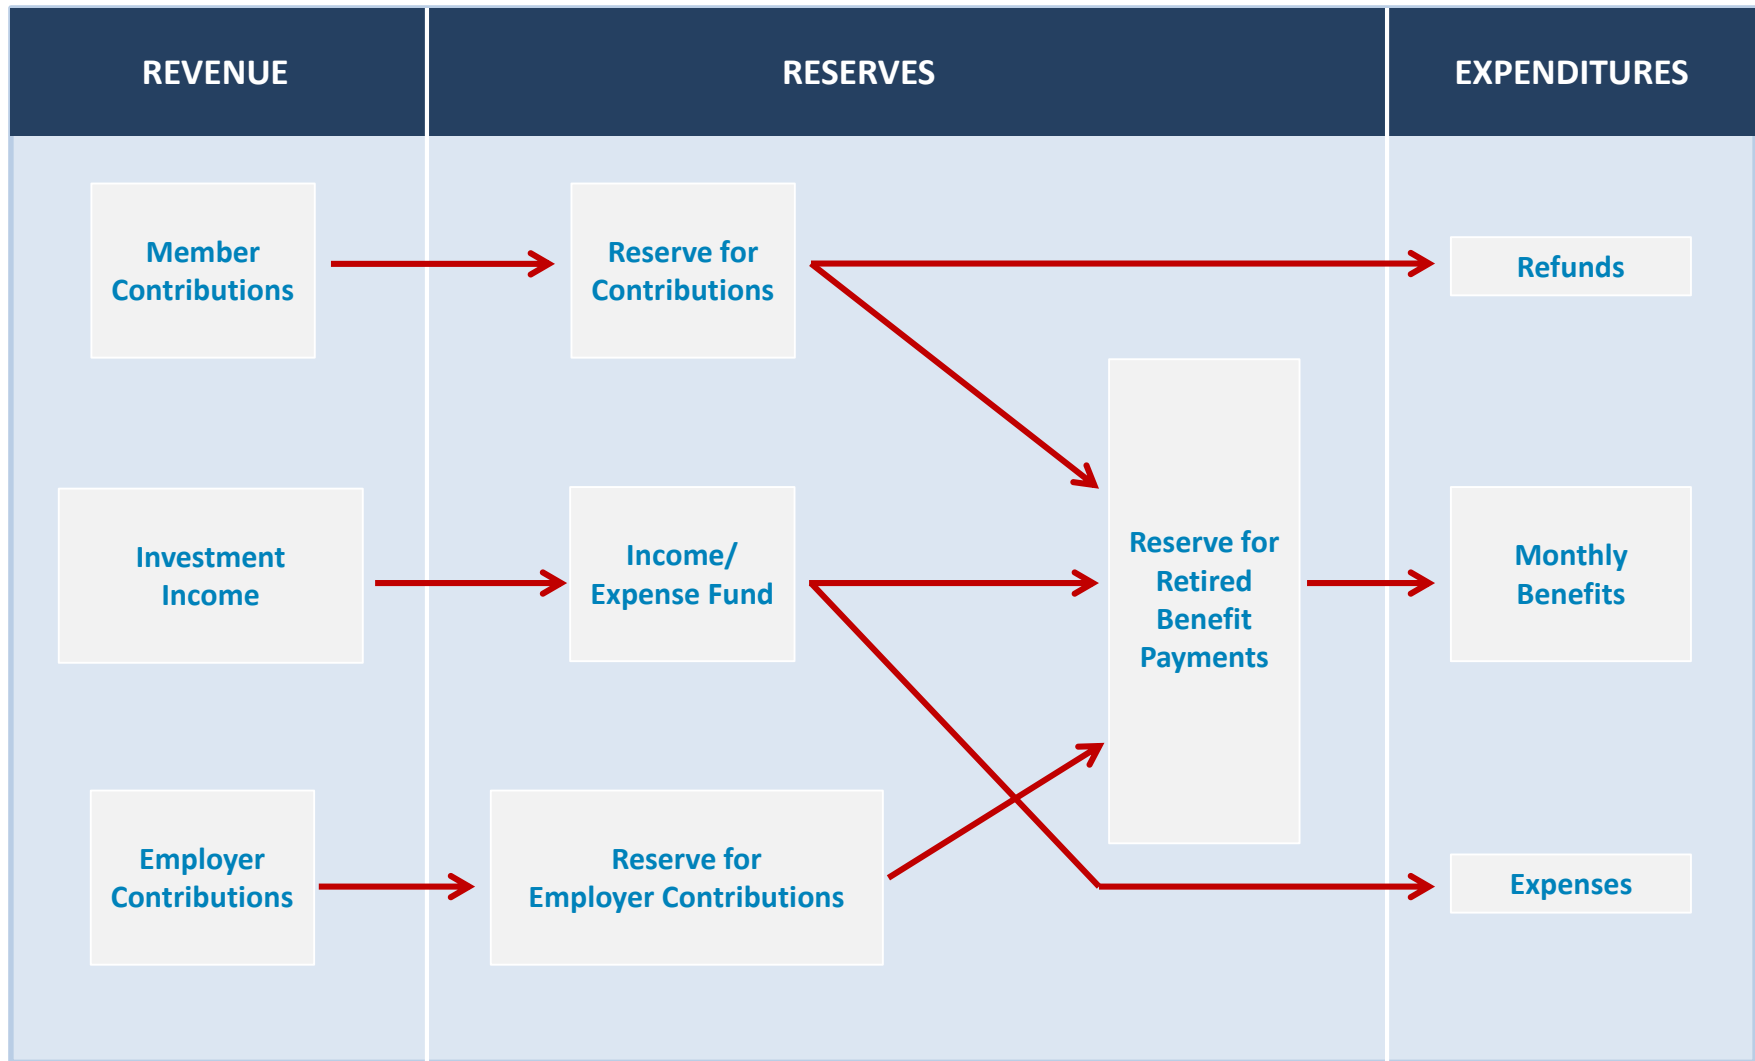 REVENUE
RESERVES
EXPENDITURES
Member
Contributions
Reserve for
Contributions
Refunds
Investment
Income
Income/
Expense Fund
Reserve for
Retired
Benefit
Payments
Monthly
Benefits
Employer
Contributions
Reserve for
Employer Contributions
Expenses